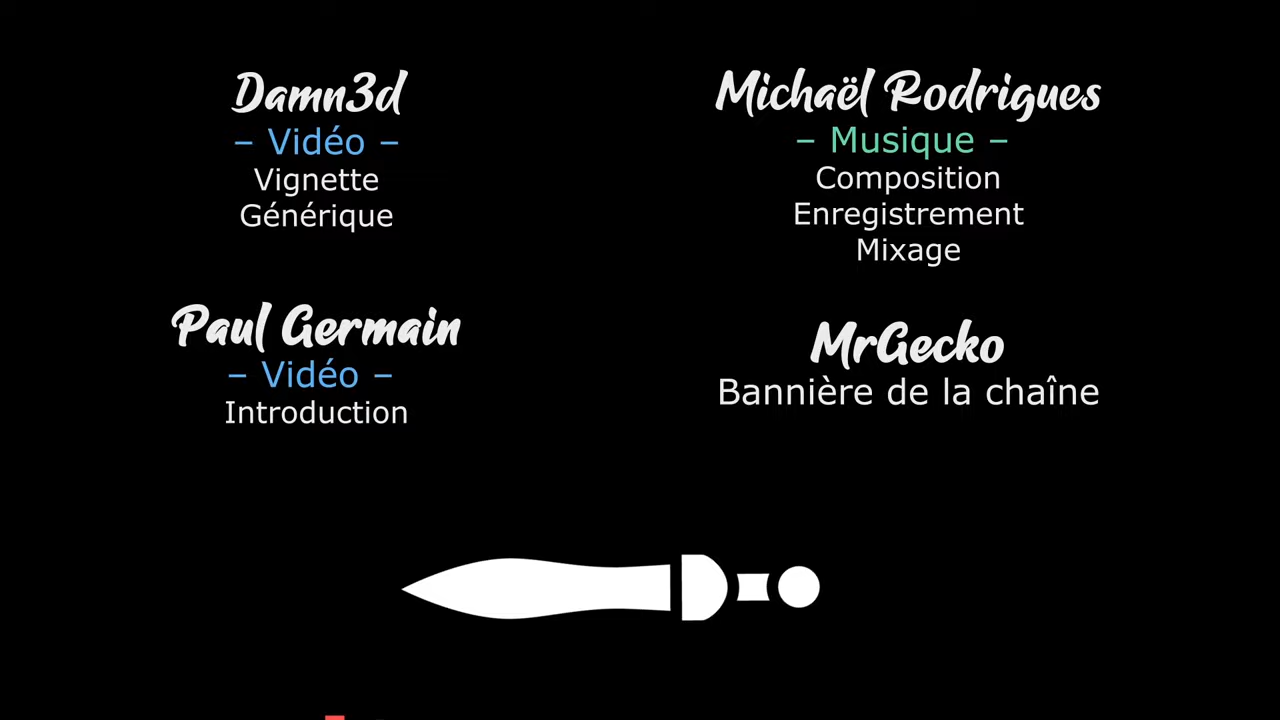 Damn3d
– Vidéo –
Vignette
Générique
Michaël Rodrigues
– Musique –
Composition
Enregistrement
Mixage
Paul Germain
– Vidéo –
Introduction
MrGecko
Bannière de la chaîne